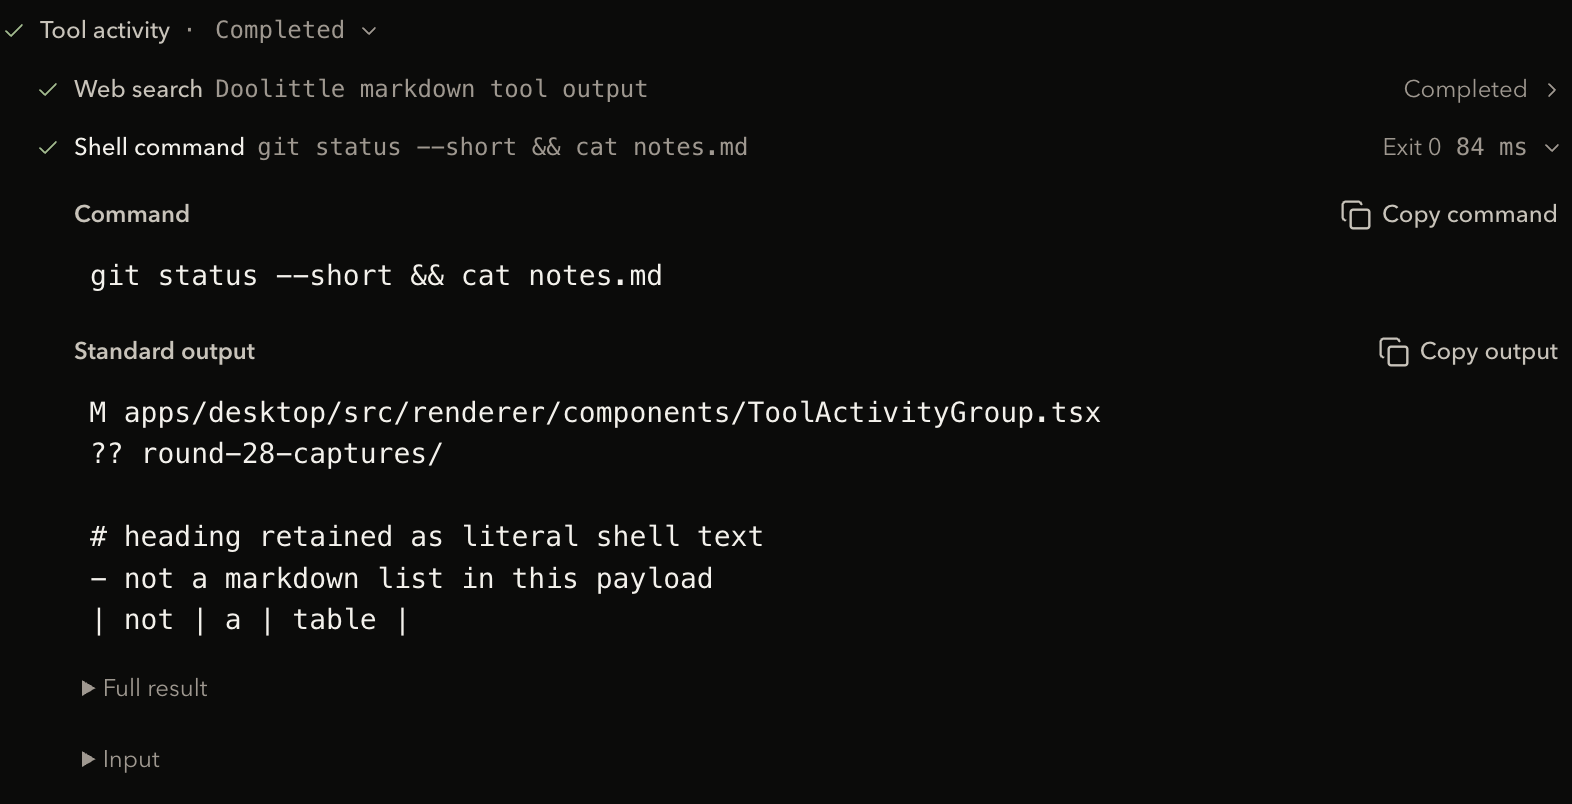 Tool activity · Completed
Web search Doolittle markdown tool output Completed
Shell command git status --short && cat notes.md Exit 0 84 ms
Command Copy command
git status --short && cat notes.md
Standard output Copy output
M apps/desktop/src/renderer/components/ToolActivityGroup.tsx
?? round-28-captures/
# heading retained as literal shell text
- not a markdown list in this payload
| not | a | table |
Full result
Input